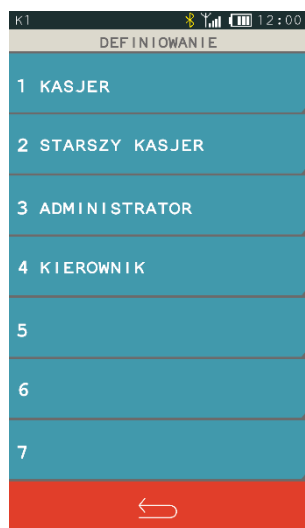 K1 12:00
DEFINIOWANIE
1 KASJER
2 STARSZY KASJER
3 ADMINISTRATOR
4 KIEROWNIK
5
6
7